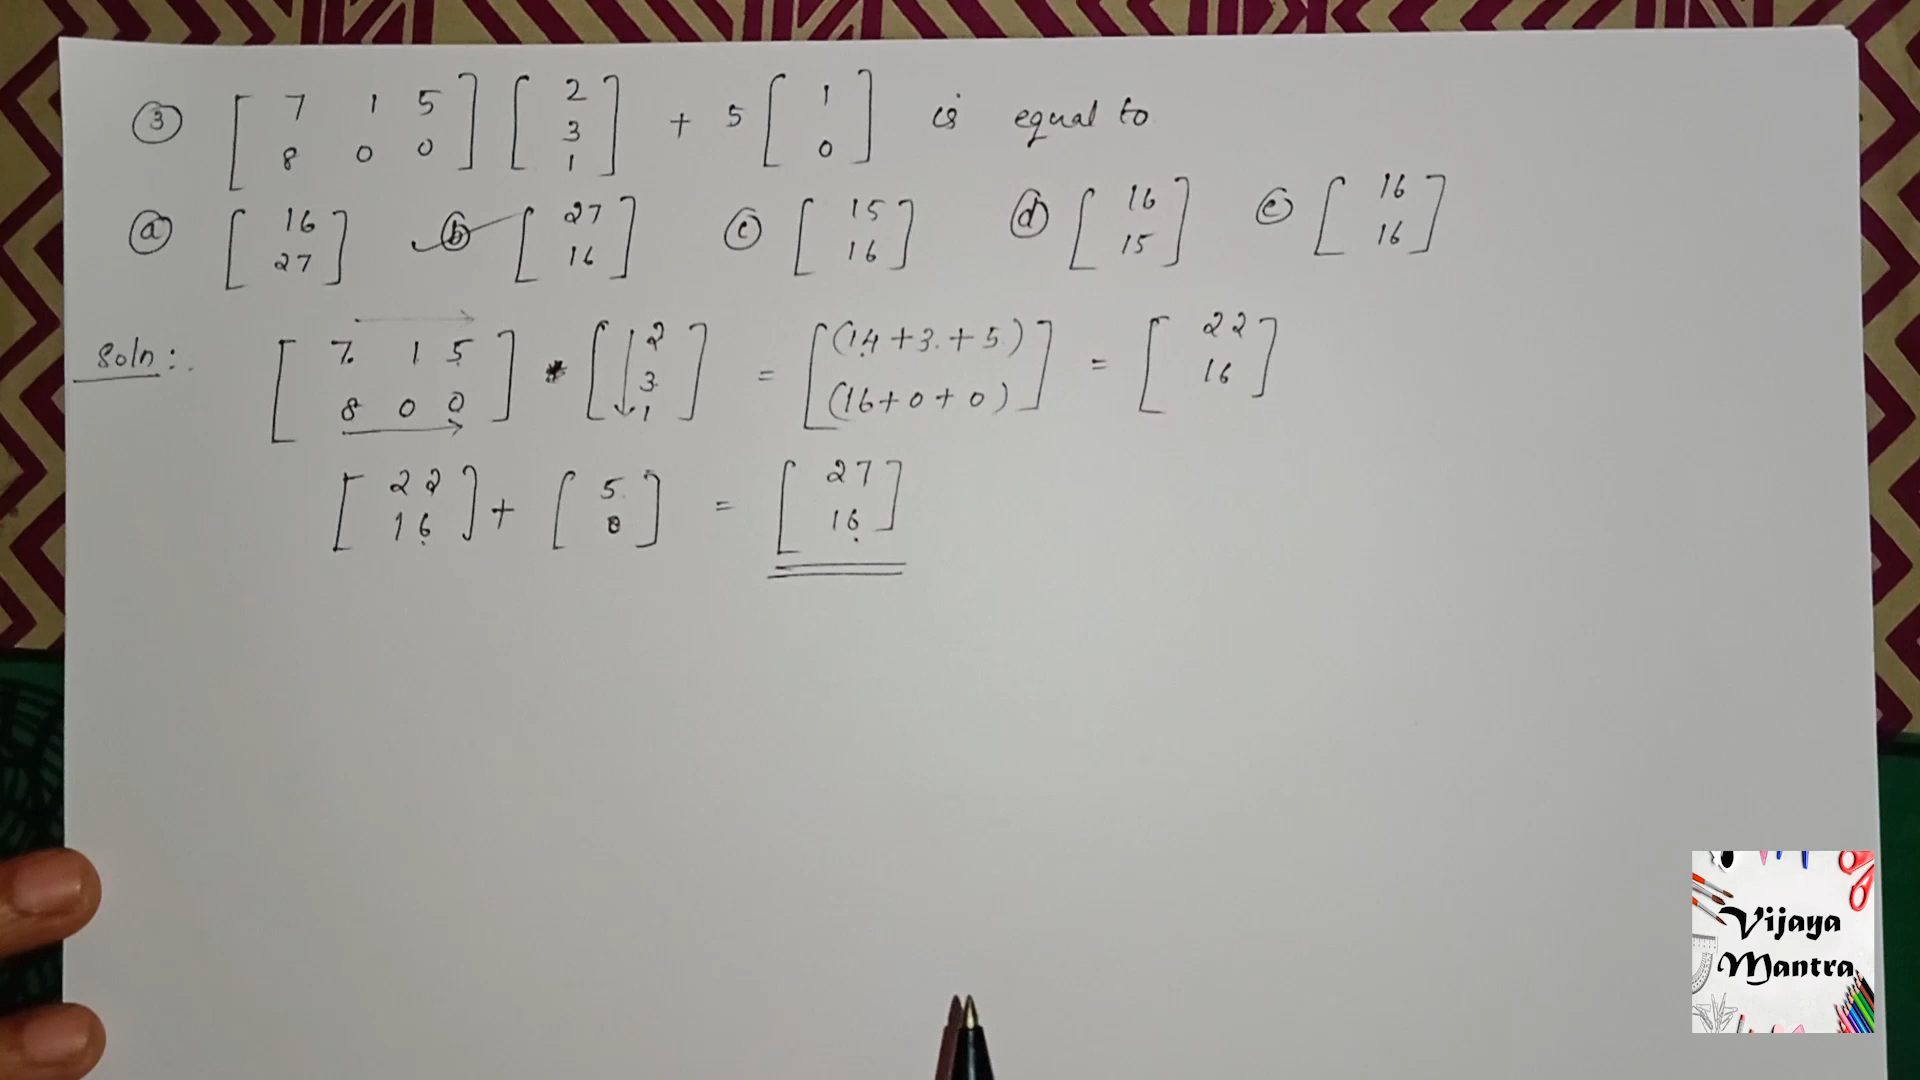 ③ [7 1 5; 8 0 0] [2; 3; 1] + 5 [1; 0] is equal to
ⓐ [16; 27] ⓑ [27; 16] ⓒ [15; 16] ⓓ [16; 15] ⓔ [16; 16]
Soln:. [7 1 5; 8 0 0] * [2; 3; 1] = [(14+3+5); (16+0+0)] = [22; 16]
[22; 16] + [5; 0] = [27; 16]
Vijaya
Mantra